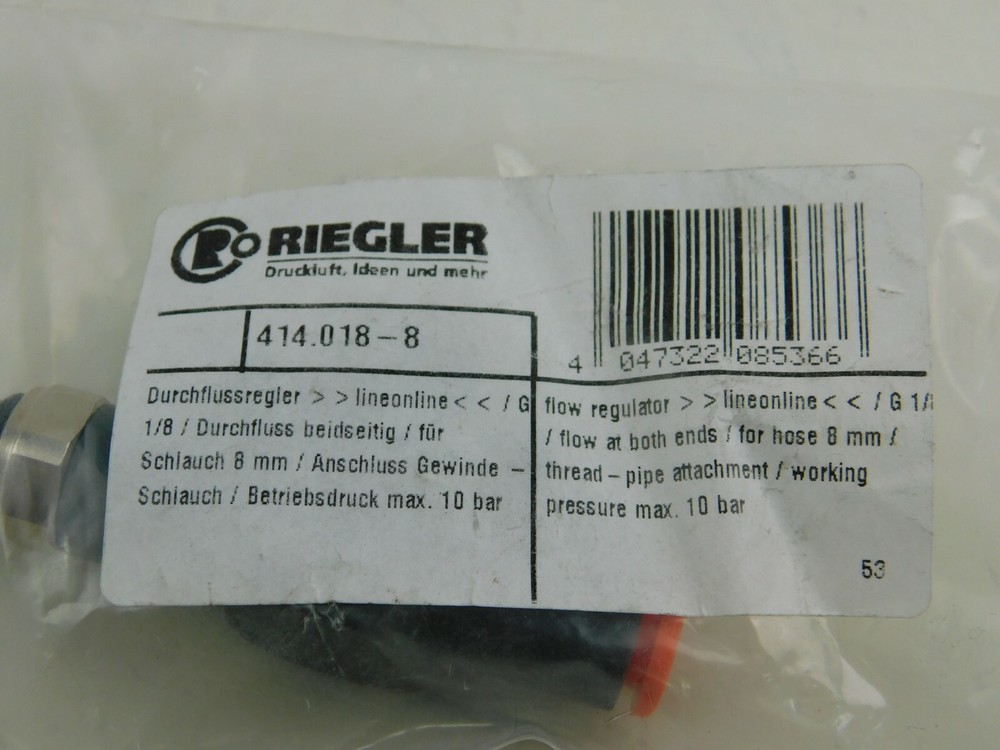 RIEGLER
Druckluft, Ideen und mehr
4 047322 085366
414.018-8
Durchflussregler > > lineonline < < / G
1/8 / Durchfluss beidseitig / für
Schlauch 8 mm / Anschluss Gewinde -
Schlauch / Betriebsdruck max. 10 bar
flow regulator > > lineonline < < / G 1/8
/ flow at both ends / for hose 8 mm /
thread - pipe attachment / working
pressure max. 10 bar
53